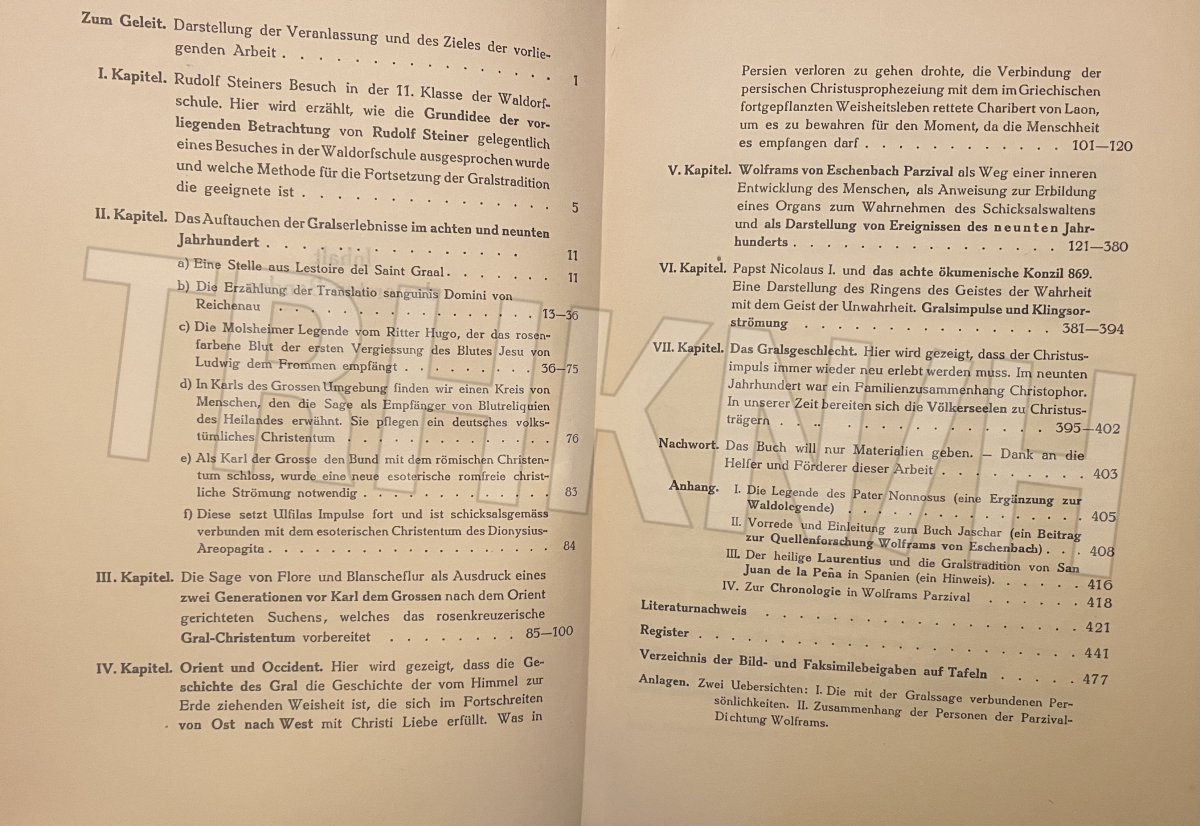 Zum Geleit. Darstellung der Veranlassung und des Zieles der vorlie-
genden Arbeit . . . . . . . . . . . . . . . 1
I. Kapitel. Rudolf Steiners Besuch in der 11. Klasse der Waldorf-
schule. Hier wird erzählt, wie die Grundidee der vor-
liegenden Betrachtung von Rudolf Steiner gelegentlich
eines Besuches in der Waldorfschule ausgesprochen wurde
und welche Methode für die Fortsetzung der Gralstradition
die geeignete ist . . . . . . . . . . . . . . 5
II. Kapitel. Das Auftauchen der Gralserlebnisse im achten und neunten
Jahrhundert . . . . . . . . . . . . . . . 11
a) Eine Stelle aus Lestoire del Saint Graal . . . . . . . 11
b) Die Erzählung der Translatio sanguinis Domini von
Reichenau . . . . . . . . . . . . . . 13—36
c) Die Molsheimer Legende vom Ritter Hugo, der das rosen-
farbene Blut der ersten Vergiessung des Blutes Jesu von
Ludwig dem Frommen empfängt . . . . . . . . 36—75
d) In Karls des Grossen Umgebung finden wir einen Kreis von
Menschen, den die Sage als Empfänger von Blutreliquien
des Heilandes erwähnt. Sie pflegen ein deutsches volks-
tümliches Christentum . . . . . . . . . . . . 76
e) Als Karl der Grosse den Bund mit dem römischen Christen-
tum schloss, wurde eine neue esoterische romfreie christ-
liche Strömung notwendig . . . . . . . . . . . . 83
f) Diese setzt Ulfilas Impulse fort und ist schicksalsgemäss
verbunden mit dem esoterischen Christentum des Dionysius-
Areopagita . . . . . . . . . . . . . . . . 84
III. Kapitel. Die Sage von Flore und Blanscheflur als Ausdruck eines
zwei Generationen vor Karl dem Grossen nach dem Orient
gerichteten Suchens, welches das rosenkreuzerische
Gral-Christentum vorbereitet . . . . . . . . 85—100
IV. Kapitel. Orient und Occident. Hier wird gezeigt, dass die Ge-
schichte des Gral die Geschichte der vom Himmel zur
Erde ziehenden Weisheit ist, die sich im Fortschreiten
von Ost nach West mit Christi Liebe erfüllt. Was in
Persien verloren zu gehen drohte, die Verbindung der
persischen Christusprophezeiung mit dem im Griechischen
fortgepflanzten Weisheitsleben rettete Charibert von Laon,
um es zu bewahren für den Moment, da die Menschheit
es empfangen darf . . . . . . . . . . . . 101—120
V. Kapitel. Wolframs von Eschenbach Parzival als Weg einer inneren
Entwicklung des Menschen, als Anweisung zur Erbildung
eines Organs zum Wahrnehmen des Schicksalswaltens
und als Darstellung von Ereignissen des neunten Jahr-
hunderts . . . . . . . . . . . . . . . . 121—380
VI. Kapitel. Papst Nicolaus I. und das achte ökumenische Konzil 869.
Eine Darstellung des Ringens des Geistes der Wahrheit
mit dem Geist der Unwahrheit. Gralsimpulse und Klingsor-
strömung . . . . . . . . . . . . . . . 381—394
VII. Kapitel. Das Gralsgeschlecht. Hier wird gezeigt, dass der Christus-
impuls immer wieder neu erlebt werden muss. Im neunten
Jahrhundert war ein Familienzusammenhang Christophor.
In unserer Zeit bereiten sich die Völkerseelen zu Christus-
trägern . . . . . . . . . . . . . . . . 395—402
Nachwort. Das Buch will nur Materialien geben. — Dank an die
Helfer und Förderer dieser Arbeit . . . . . . . . 403
Anhang. I. Die Legende des Pater Nonnosus (eine Ergänzung zur
Waldolegende) . . . . . . . . . . . . . . . 405
II. Vorrede und Einleitung zum Buch Jaschar (ein Beitrag
zur Quellenforschung Wolframs von Eschenbach) . . . 408
III. Der heilige Laurentius und die Gralstradition von San
Juan de la Peña in Spanien (ein Hinweis). . . . . . . 416
IV. Zur Chronologie in Wolframs Parzival . . . . . . 418
Literaturnachweis . . . . . . . . . . . . . . . . . 421
Register . . . . . . . . . . . . . . . . . . . . 441
Verzeichnis der Bild- und Faksimilebeigaben auf Tafeln . . . . . 477
Anlagen. Zwei Uebersichten: I. Die mit der Gralssage verbundenen Per-
sönlichkeiten. II. Zusammenhang der Personen der Parzival-
Dichtung Wolframs.